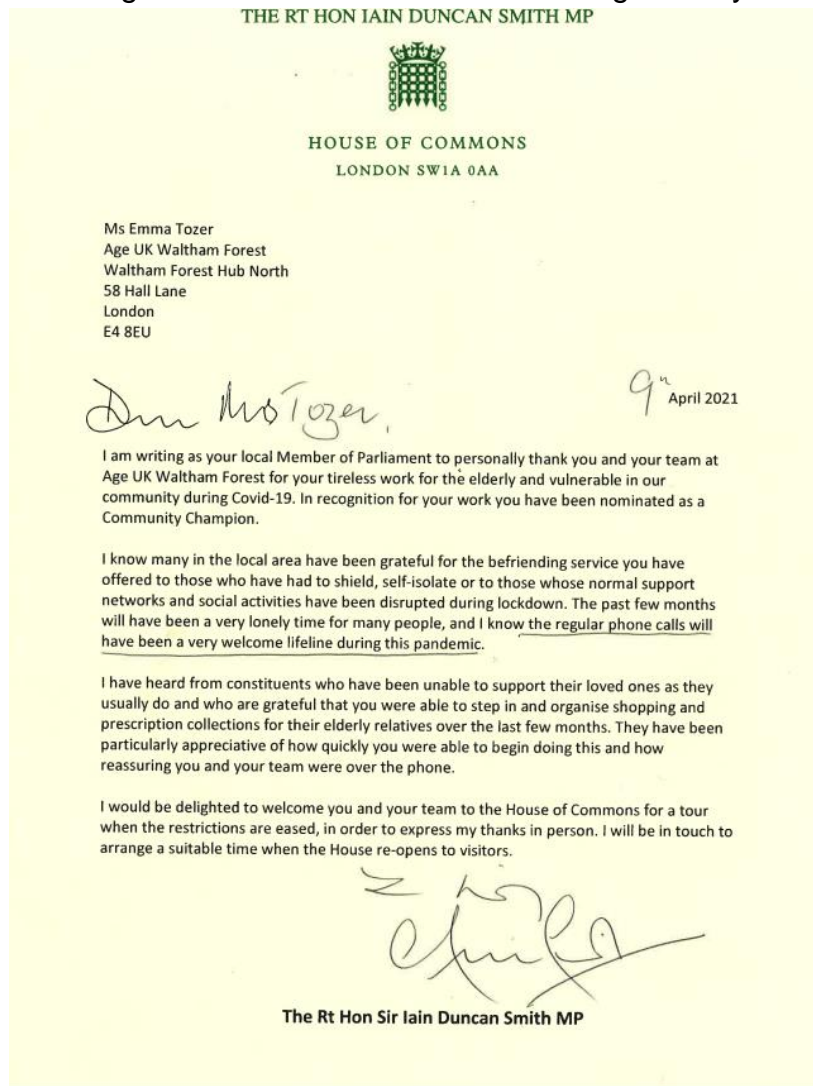 THE RT HON IAIN DUNCAN SMITH MP
HOUSE OF COMMONS
LONDON SW1A 0AA
Ms Emma Tozer
Age UK Waltham Forest
Waltham Forest Hub North
58 Hall Lane
London
E4 8EU
Dear Ms Tozer,
9th April 2021
I am writing as your local Member of Parliament to personally thank you and your team at
Age UK Waltham Forest for your tireless work for the elderly and vulnerable in our
community during Covid-19. In recognition for your work you have been nominated as a
Community Champion.
I know many in the local area have been grateful for the befriending service you have
offered to those who have had to shield, self-isolate or to those whose normal support
networks and social activities have been disrupted during lockdown. The past few months
will have been a very lonely time for many people, and I know the regular phone calls will
have been a very welcome lifeline during this pandemic.
I have heard from constituents who have been unable to support their loved ones as they
usually do and who are grateful that you were able to step in and organise shopping and
prescription collections for their elderly relatives over the last few months. They have been
particularly appreciative of how quickly you were able to begin doing this and how
reassuring you and your team were over the phone.
I would be delighted to welcome you and your team to the House of Commons for a tour
when the restrictions are eased, in order to express my thanks in person. I will be in touch to
arrange a suitable time when the House re-opens to visitors.
The Rt Hon Sir Iain Duncan Smith MP